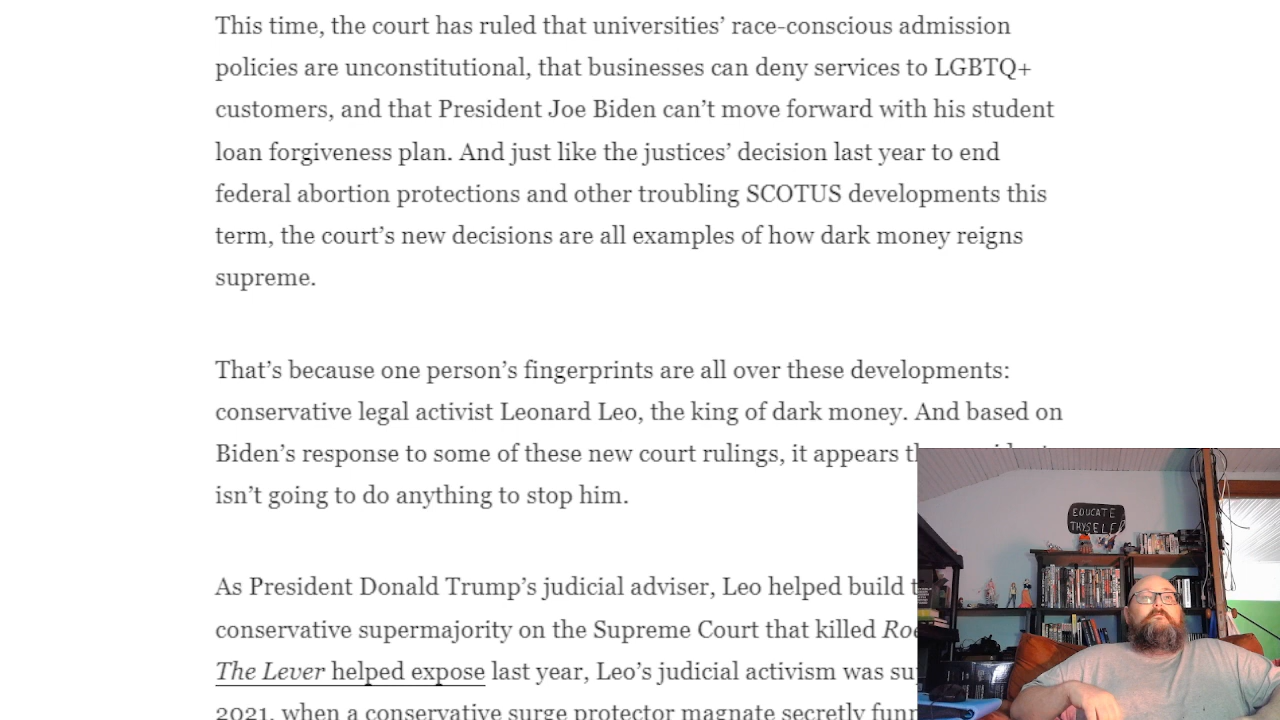 This time, the court has ruled that universities’ race-conscious admission
policies are unconstitutional, that businesses can deny services to LGBTQ+
customers, and that President Joe Biden can’t move forward with his student
loan forgiveness plan. And just like the justices’ decision last year to end
federal abortion protections and other troubling SCOTUS developments this
term, the court’s new decisions are all examples of how dark money reigns
supreme.
That’s because one person’s fingerprints are all over these developments:
conservative legal activist Leonard Leo, the king of dark money. And based on
Biden’s response to some of these new court rulings, it appears
isn’t going to do anything to stop him.
As President Donald Trump’s judicial adviser, Leo helped build
conservative supermajority on the Supreme Court that killed
The Lever helped expose last year, Leo’s judicial activism was
2021, when a conservative surge protector magnate secretly
EDUCATE
THYSELF